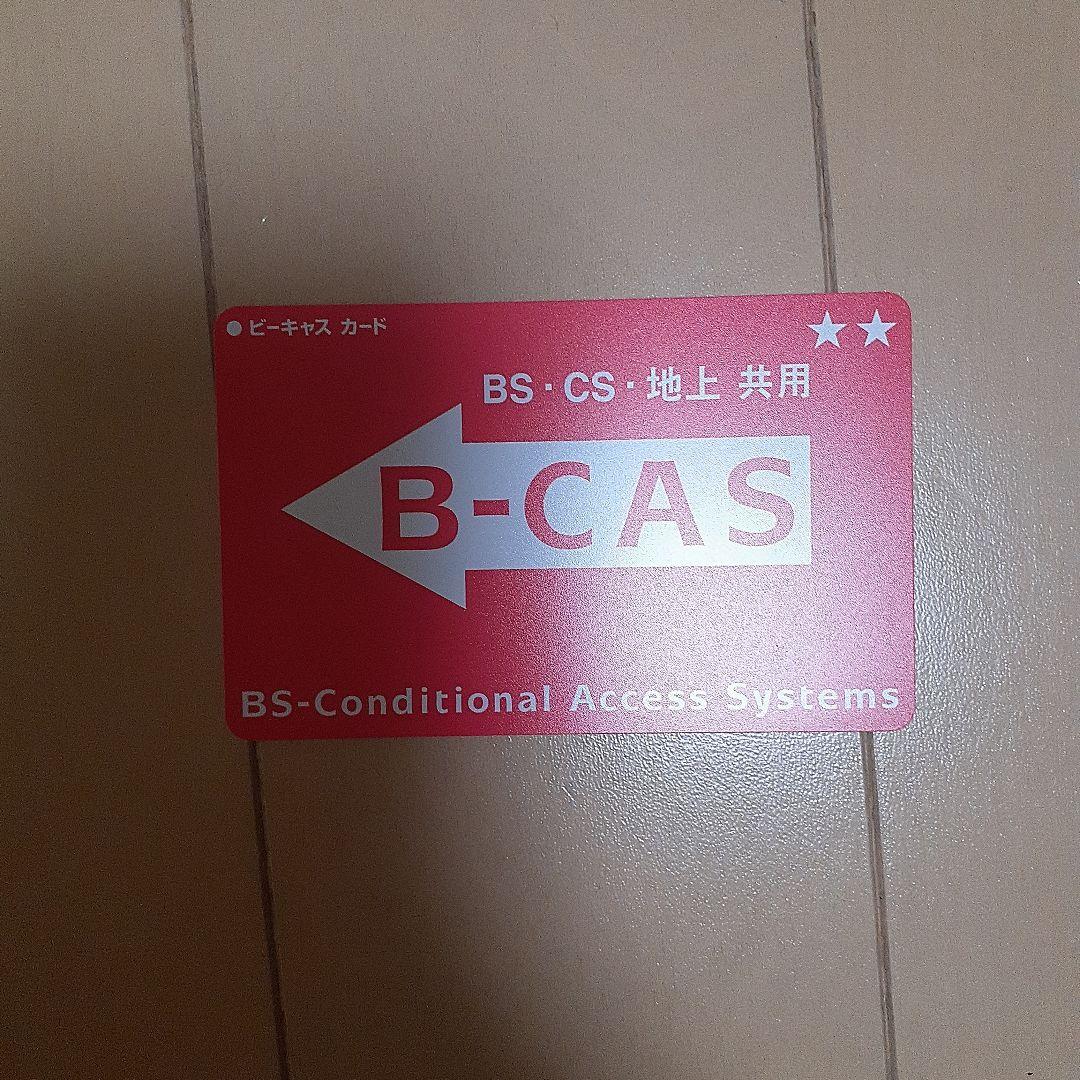 ● ビーキャス カード
★★
BS・CS・地上 共用
B-CAS
BS-Conditional Access Systems